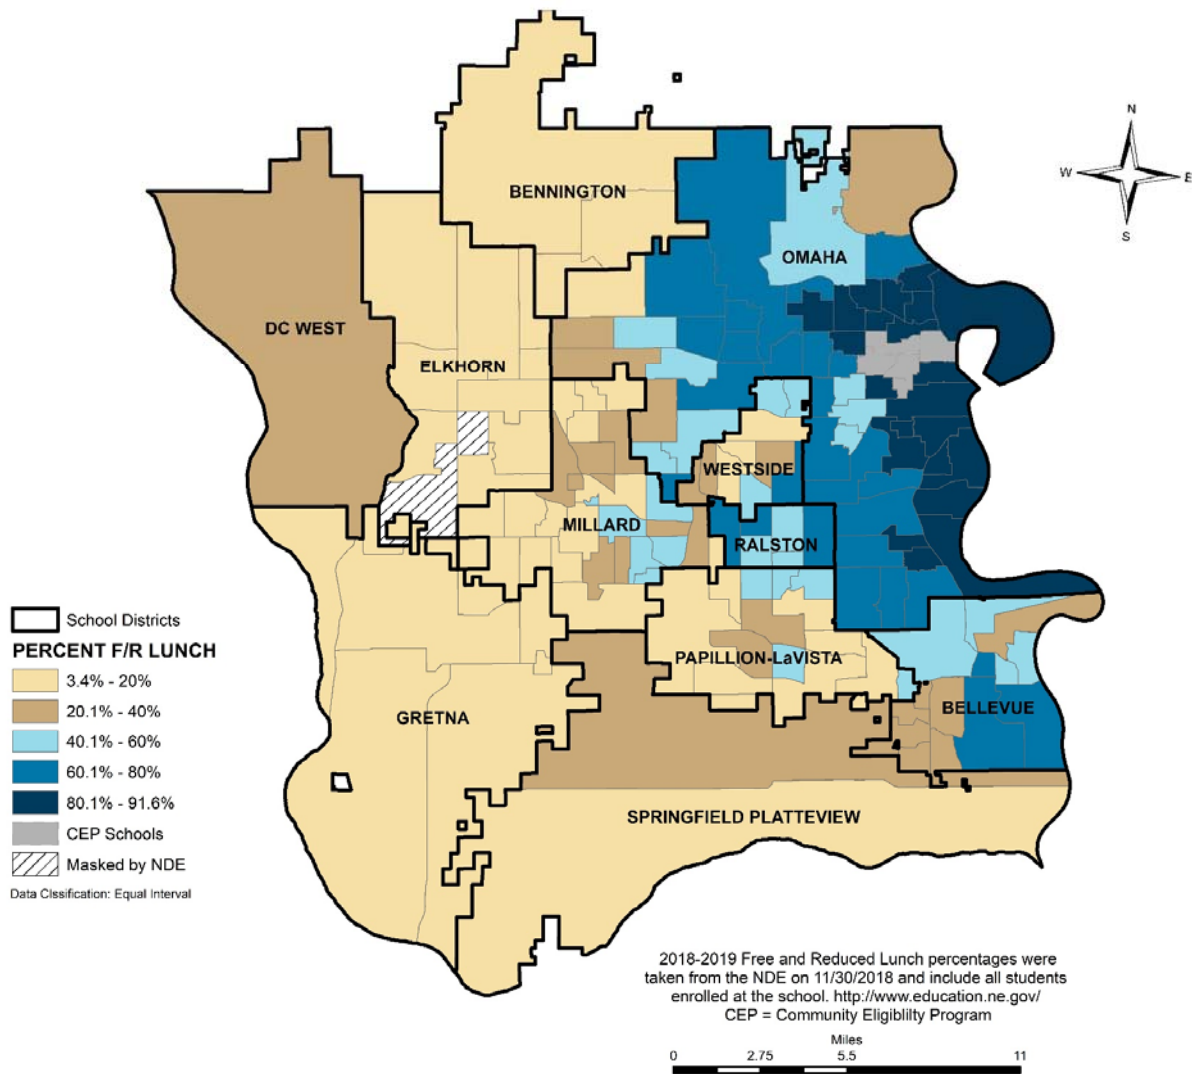 N
W
E
S
BENNINGTON
OMAHA
DC WEST
ELKHORN
WESTSIDE
MILLARD
RALSTON
PAPILLION-LaVISTA
BELLEVUE
GRETNA
SPRINGFIELD PLATTEVIEW
School Districts
PERCENT F/R LUNCH
3.4% - 20%
20.1% - 40%
40.1% - 60%
60.1% - 80%
80.1% - 91.6%
CEP Schools
Masked by NDE
Data Clssification: Equal Interval
2018-2019 Free and Reduced Lunch percentages were
taken from the NDE on 11/30/2018 and include all students
enrolled at the school. http://www.education.ne.gov/
CEP = Community Eligiblilty Program
Miles
0 2.75 5.5 11